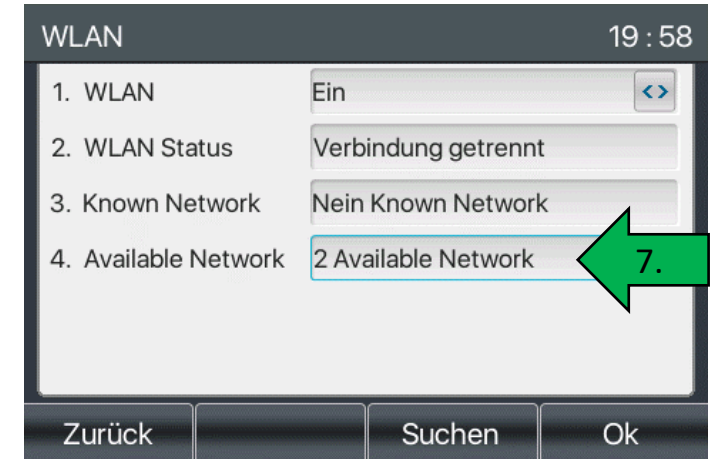 WLAN 19 : 58
1. WLAN Ein <>
2. WLAN Status Verbindung getrennt
3. Known Network Nein Known Network
4. Available Network 2 Available Network 7.
Zurück Suchen Ok